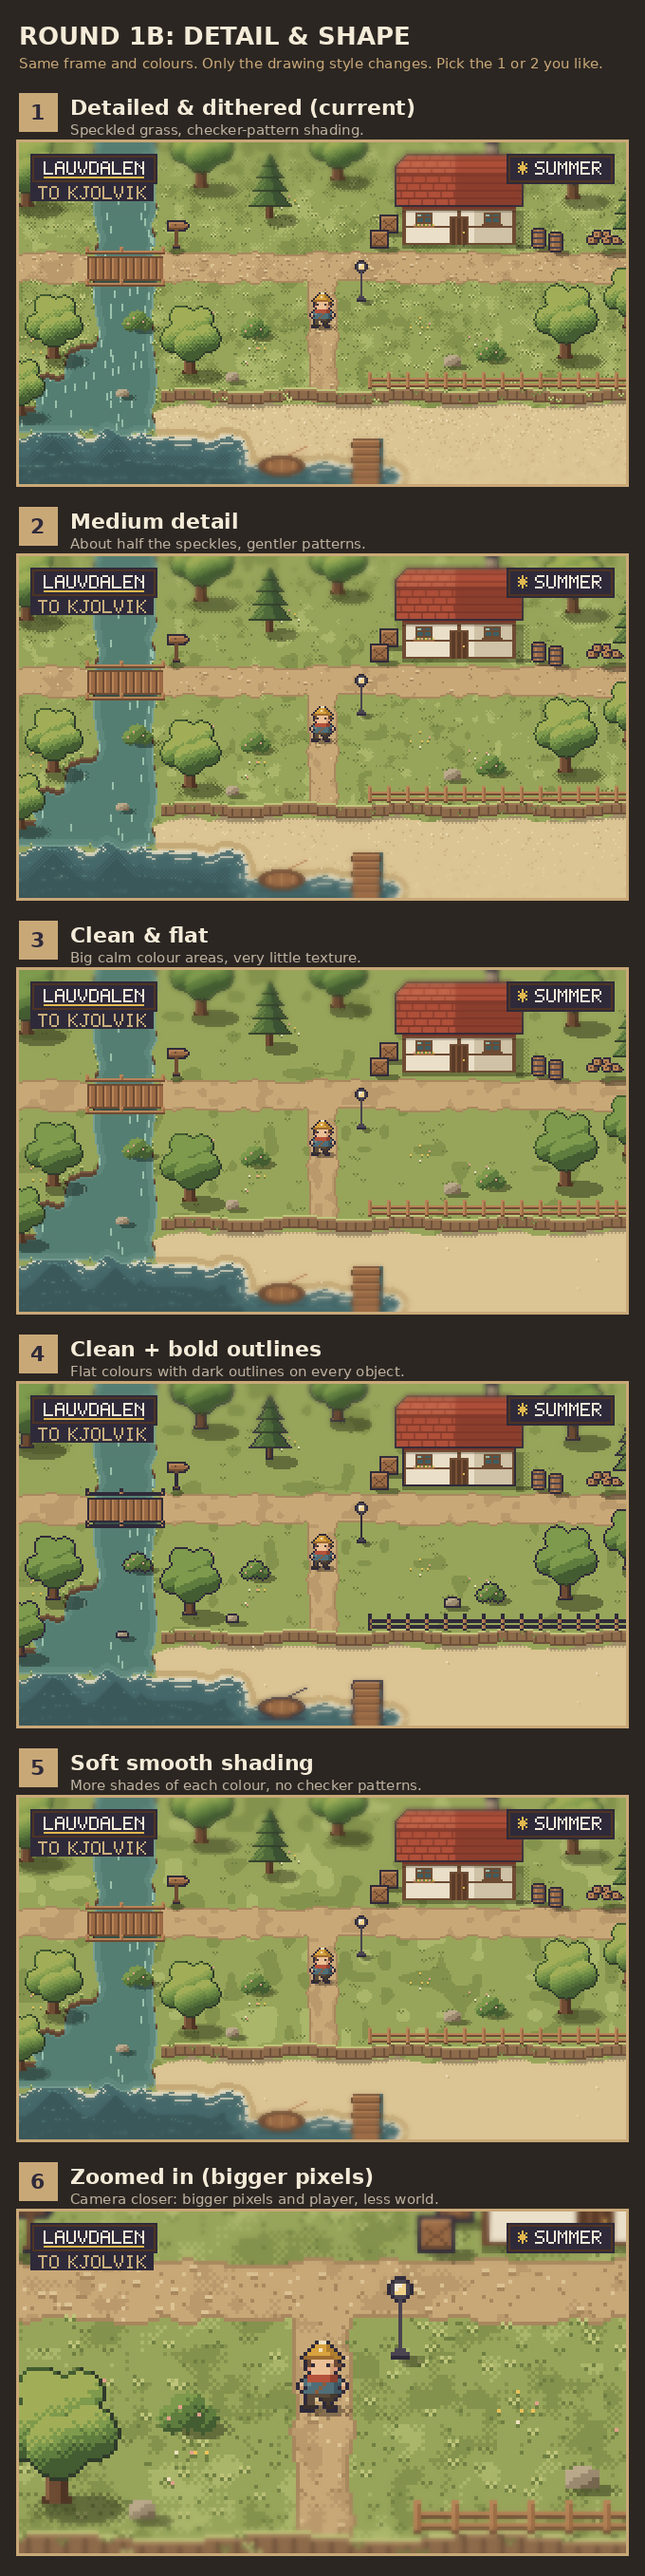 ROUND 1B: DETAIL & SHAPE
Same frame and colours. Only the drawing style changes. Pick the 1 or 2 you like.
1
Detailed & dithered (current)
Speckled grass, checker-pattern shading.
LAUVDALEN
SUMMER
TO KJOLVIK
2
Medium detail
About half the speckles, gentler patterns.
LAUVDALEN
SUMMER
TO KJOLVIK
3
Clean & flat
Big calm colour areas, very little texture.
LAUVDALEN
SUMMER
TO KJOLVIK
4
Clean + bold outlines
Flat colours with dark outlines on every object.
LAUVDALEN
SUMMER
TO KJOLVIK
5
Soft smooth shading
More shades of each colour, no checker patterns.
LAUVDALEN
SUMMER
TO KJOLVIK
6
Zoomed in (bigger pixels)
Camera closer: bigger pixels and player, less world.
LAUVDALEN
SUMMER
TO KJOLVIK